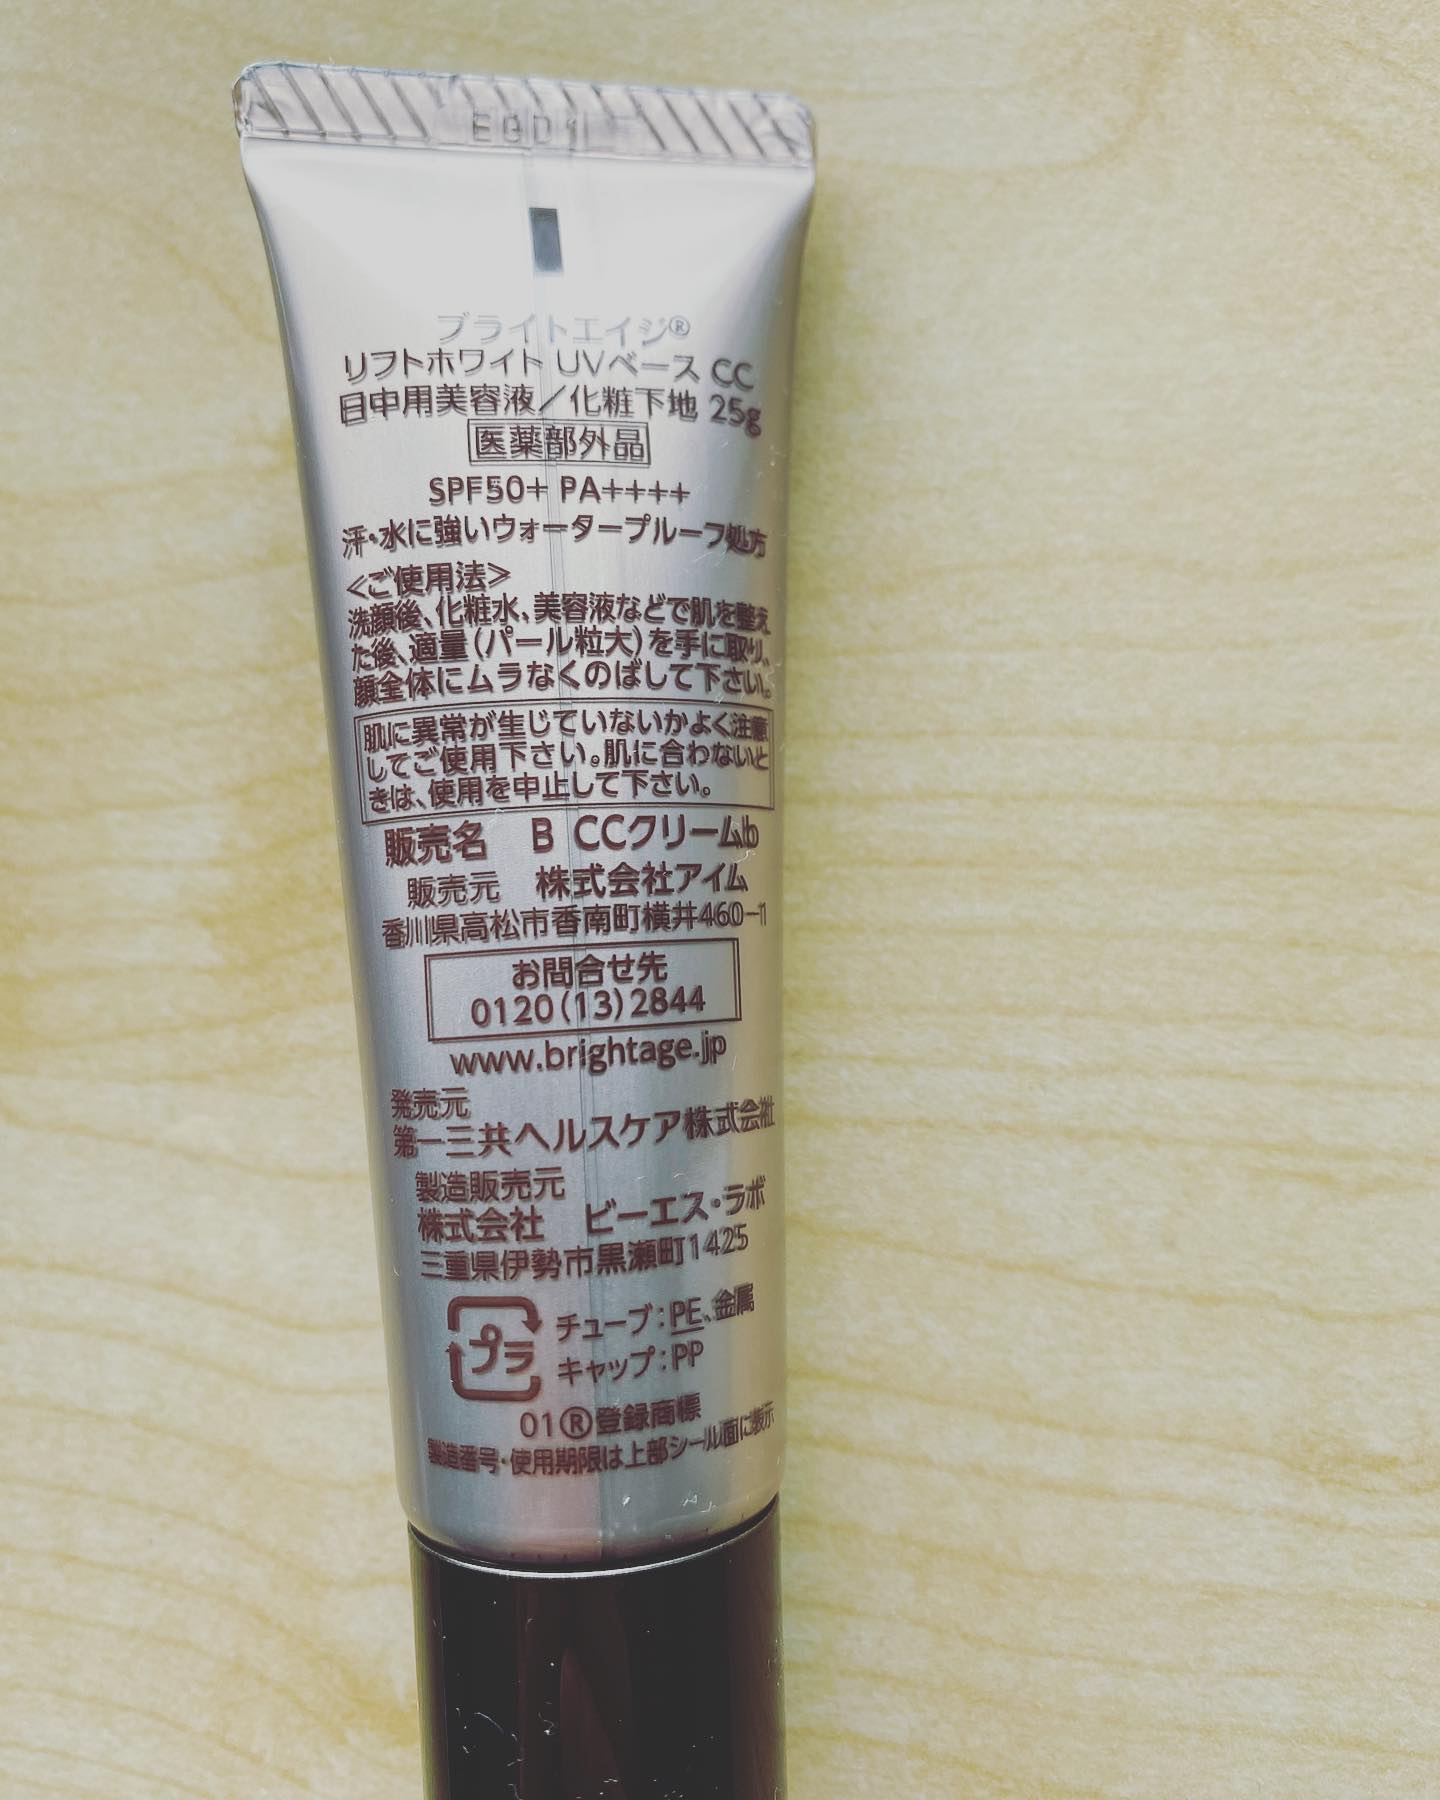 EGD1
ブライトエイジ®
リフトホワイト UVベース CC
日中用美容液/化粧下地 25g
医薬部外品
SPF50+ PA++++
汗・水に強いウォータープルーフ処方
<ご使用法>
洗顔後、化粧水、美容液などで肌を整え
た後、適量(パール粒大)を手に取り、
顔全体にムラなくのばして下さい。
肌に異常が生じていないかよく注意
してご使用下さい。肌に合わないと
きは、使用を中止して下さい。
販売名 B CCクリームb
販売元 株式会社アイム
香川県高松市香南町横井460-1
お問合せ先
0120(13)2844
www.brightage.jp
発売元
第一三共ヘルスケア株式会社
製造販売元
株式会社 ビーエス・ラボ
三重県伊勢市黒瀬町1425
プラ チューブ:PE、金属
キャップ:PP
01®登録商標
製造番号・使用期限は上部シール面に表示